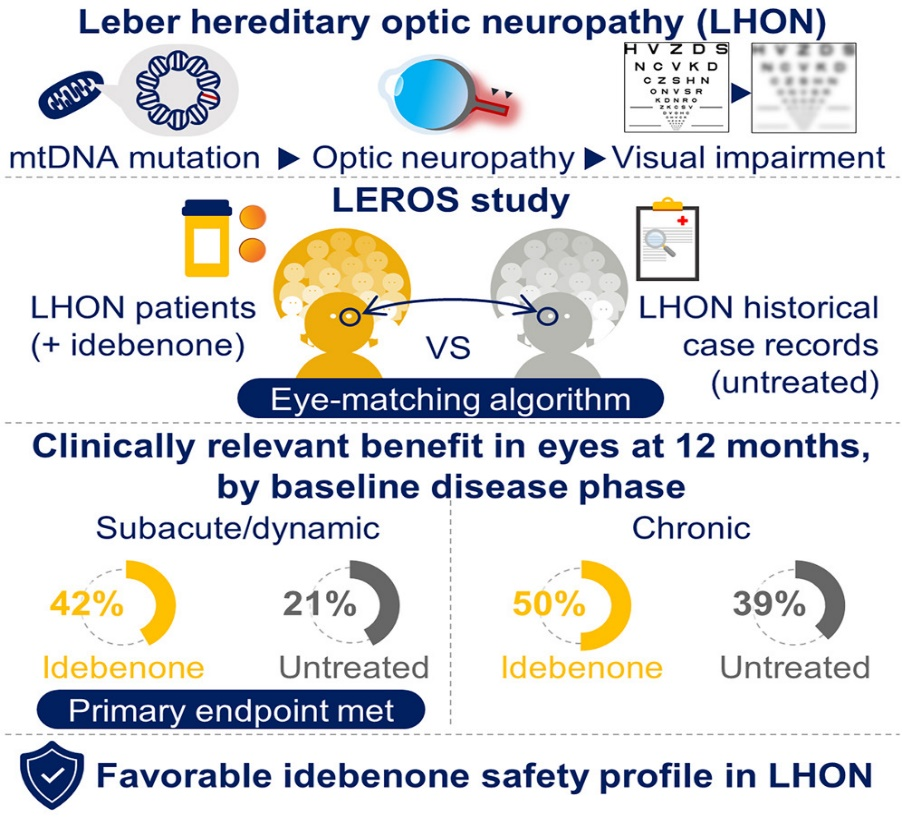 Leber hereditary optic neuropathy (LHON)
H V Z D S
N C V K D
C Z S H N
O N V S R
K D N R O
Z K C S V
D V O H C
mtDNA mutation ▶ Optic neuropathy ▶ Visual impairment
LEROS study
LHON patients
(+ idebenone)
VS
LHON historical
case records
(untreated)
Eye-matching algorithm
Clinically relevant benefit in eyes at 12 months,
by baseline disease phase
Subacute/dynamic
42%
Idebenone
21%
Untreated
Primary endpoint met
Chronic
50%
Idebenone
39%
Untreated
Favorable idebenone safety profile in LHON